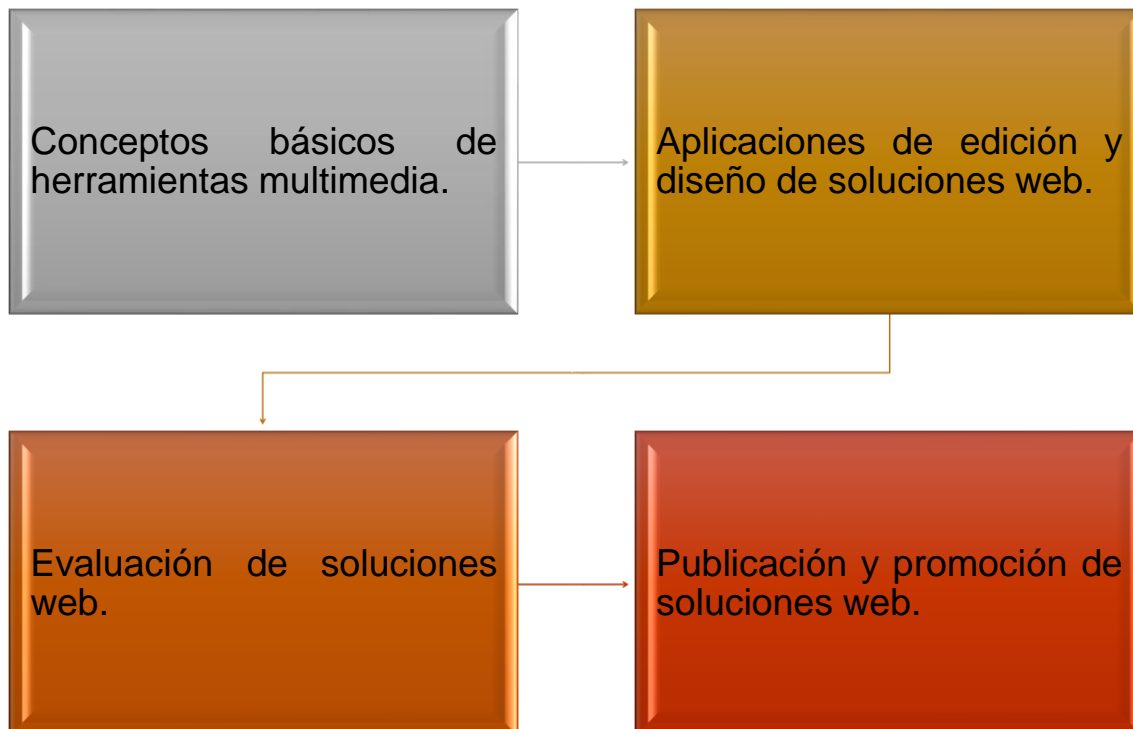 Conceptos básicos de
herramientas multimedia.
Aplicaciones de edición y
diseño de soluciones web.
Evaluación de soluciones
web.
Publicación y promoción de
soluciones web.